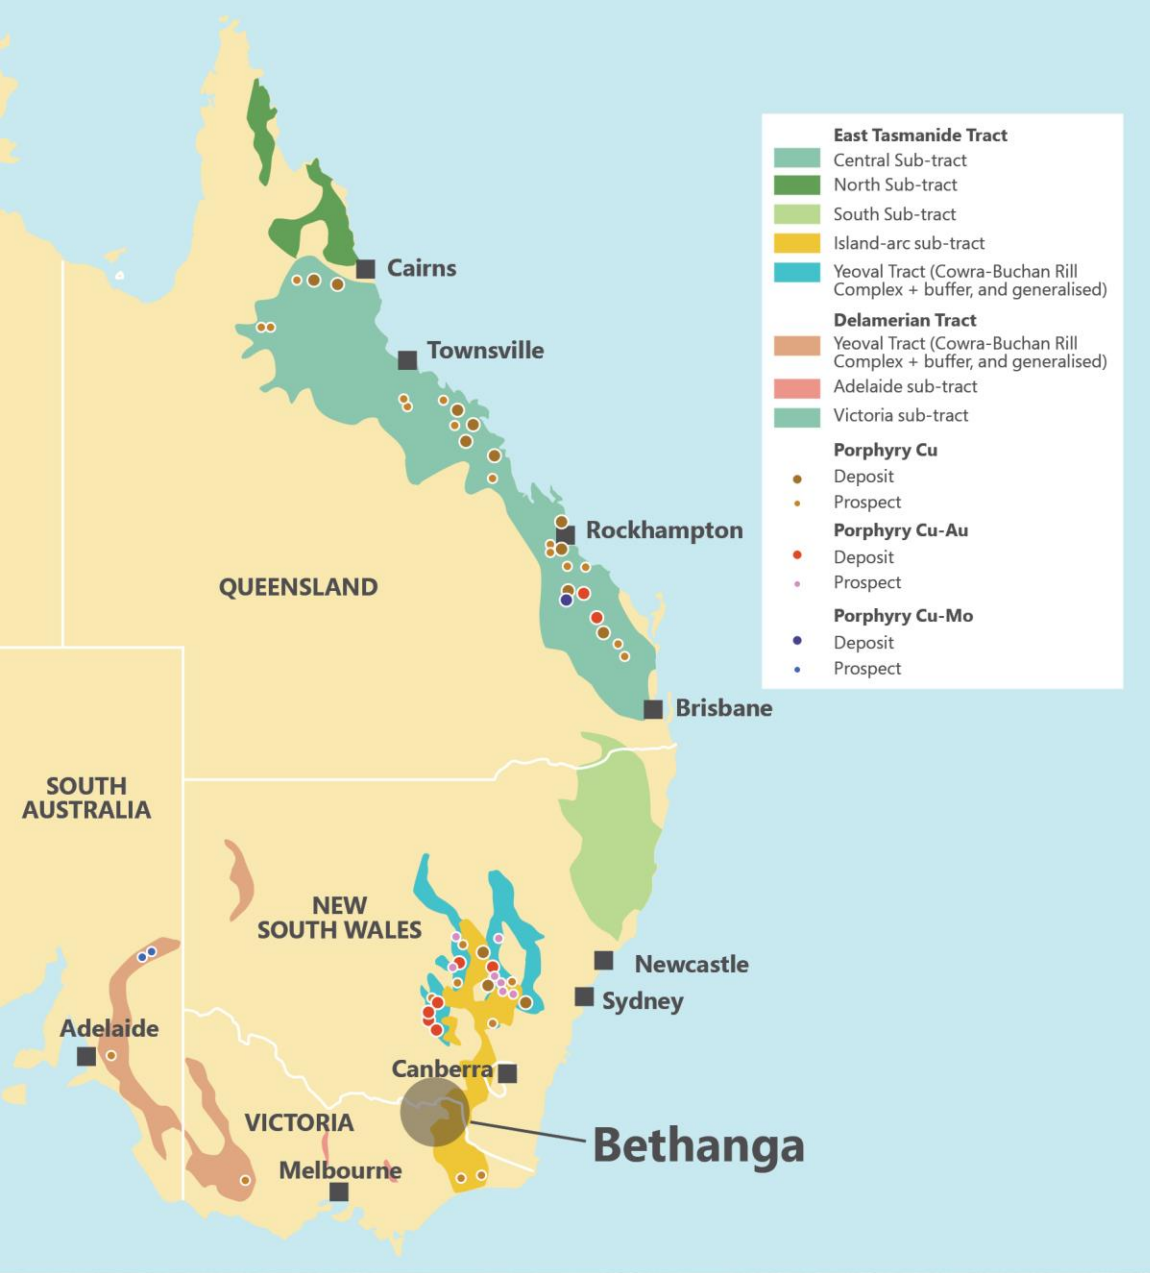 East Tasmanide Tract
Central Sub-tract
North Sub-tract
South Sub-tract
Island-arc sub-tract
Yeoval Tract (Cowra-Buchan Rill
Complex + buffer, and generalised)
Delamerian Tract
Yeoval Tract (Cowra-Buchan Rill
Complex + buffer, and generalised)
Adelaide sub-tract
Victoria sub-tract
Porphyry Cu
Deposit
Prospect
Porphyry Cu-Au
Deposit
Prospect
Porphyry Cu-Mo
Deposit
Prospect
Cairns
Townsville
Rockhampton
QUEENSLAND
Brisbane
SOUTH
AUSTRALIA
NEW
SOUTH WALES
Newcastle
Sydney
Adelaide
Canberra
VICTORIA
Bethanga
Melbourne